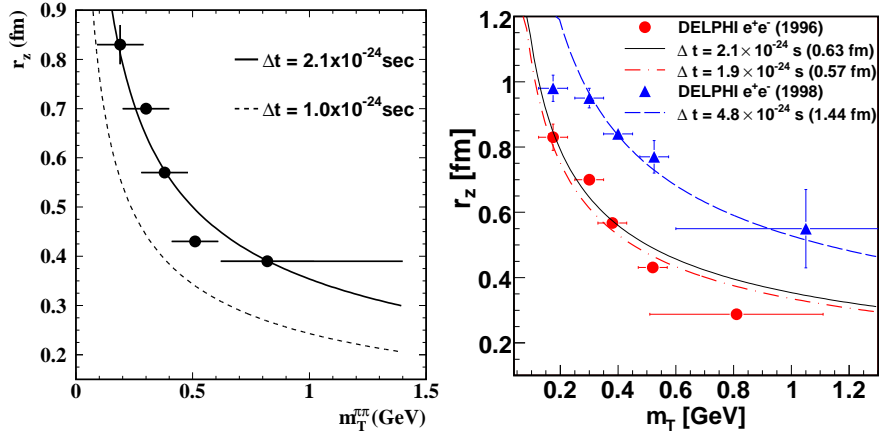 r_z (fm)
0.9
0.8
0.7
0.6
0.5
0.4
0.3
0.2
Δt = 2.1x10^-24 sec
Δt = 1.0x10^-24 sec
0
0.5
1
1.5
m_T^ππ (GeV)
r_z [fm]
1.2
1
0.8
0.6
0.4
0.2
DELPHI e⁺e⁻ (1996)
Δ t = 2.1 × 10^-24 s (0.63 fm)
Δ t = 1.9 × 10^-24 s (0.57 fm)
DELPHI e⁺e⁻ (1998)
Δ t = 4.8 × 10^-24 s (1.44 fm)
0.2
0.4
0.6
0.8
1
1.2
m_T [GeV]